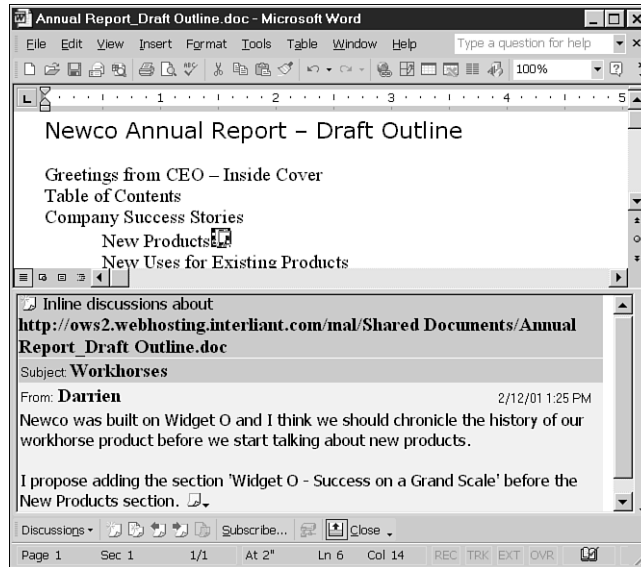 Annual Report_Draft Outline.doc - Microsoft Word
File Edit View Insert Format Tools Table Window Help Type a question for help
100%
1 2 3 4 5
Newco Annual Report – Draft Outline
Greetings from CEO – Inside Cover
Table of Contents
Company Success Stories
New Products
New Uses for Existing Products
Inline discussions about
http://ows2.webhosting.interliant.com/mal/Shared Documents/Annual
Report_Draft Outline.doc
Subject: Workhorses
From: Darrien 2/12/01 1:25 PM
Newco was built on Widget O and I think we should chronicle the history of our
workhorse product before we start talking about new products.
I propose adding the section 'Widget O - Success on a Grand Scale' before the
New Products section.
Discussions Subscribe... Close
Page 1 Sec 1 1/1 At 2" Ln 6 Col 14 REC TRK EXT OVR